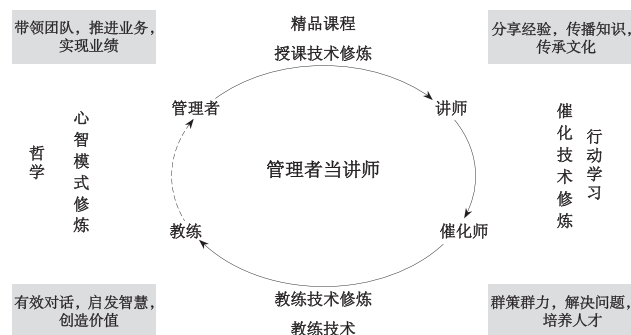 带领团队，推进业务，
实现业绩
精品课程
授课技术修炼
分享经验，传播知识，
传承文化
管理者
讲师
哲学
心智模式修炼
管理者当讲师
催化技术修炼
行动学习
教练
催化师
有效对话，启发智慧，
创造价值
教练技术修炼
教练技术
群策群力，解决问题，
培养人才